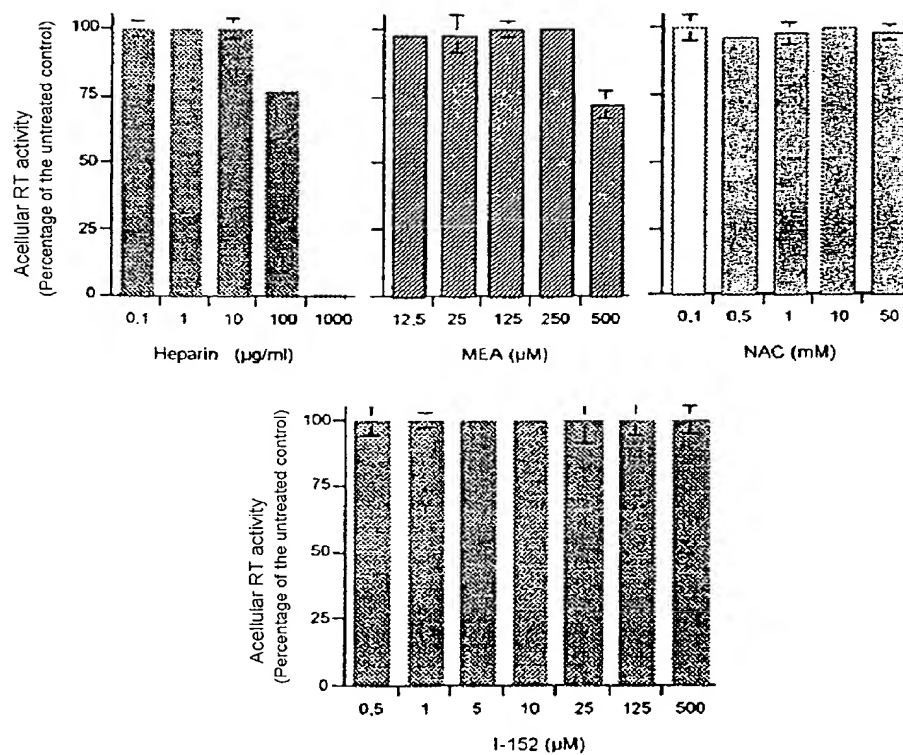 Acellular RT activity
(Percentage of the untreated control)
100
75
50
25
0
0,1 1 10 100 1000
Heparin (µg/ml)
12,5 25 125 250 500
MEA (µM)
0,1 0,5 1 10 50
NAC (mM)
Acellular RT activity
(Percentage of the untreated control)
100
75
50
25
0
0,5 1 5 10 25 125 500
I-152 (µM)